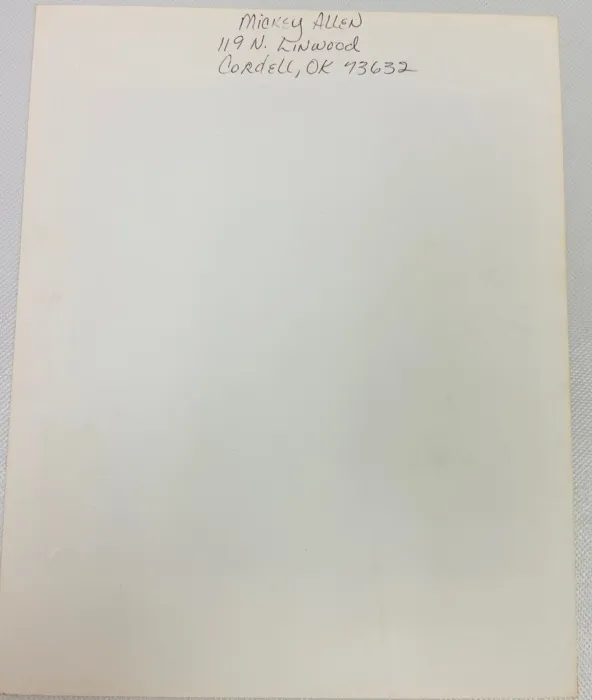 Mickey Allen
119 N. Linwood
Cordell, OK 73632